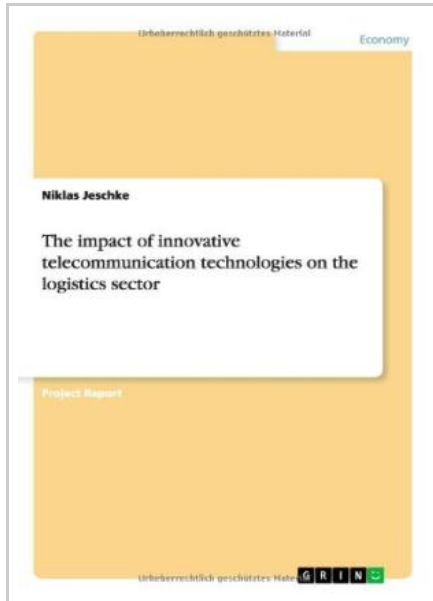 Urheberrechtlich geschütztes Material
Economy
Niklas Jeschke
The impact of innovative
telecommunication technologies on the
logistics sector
Project Report
Urheberrechtlich geschütztes Mate
GRIN